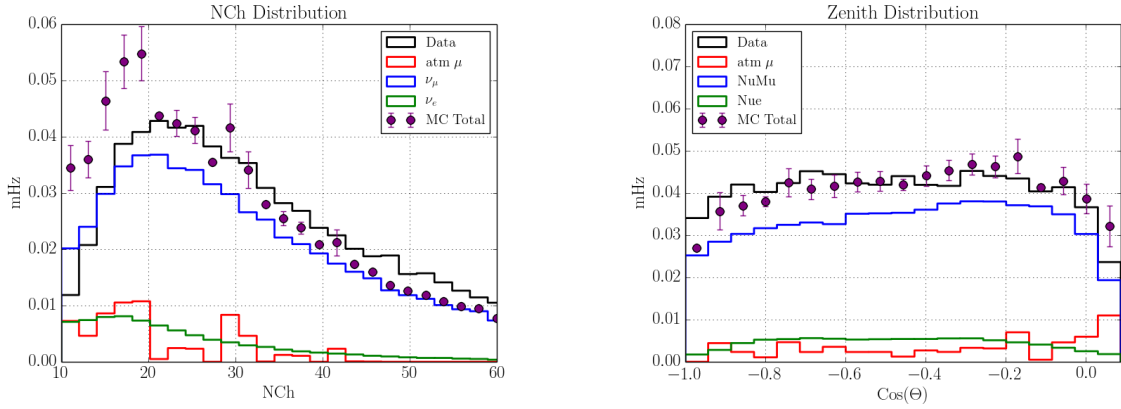 NCh Distribution
0.06
0.05
0.04
0.03
0.02
0.01
0.00
mHz
Data
atm μ
ν_μ
ν_e
MC Total
10 20 30 40 50 60
NCh
Zenith Distribution
0.08
0.07
0.06
0.05
0.04
0.03
0.02
0.01
0.00
mHz
Data
atm μ
NuMu
Nue
MC Total
−1.0 −0.8 −0.6 −0.4 −0.2 0.0
Cos(Θ)